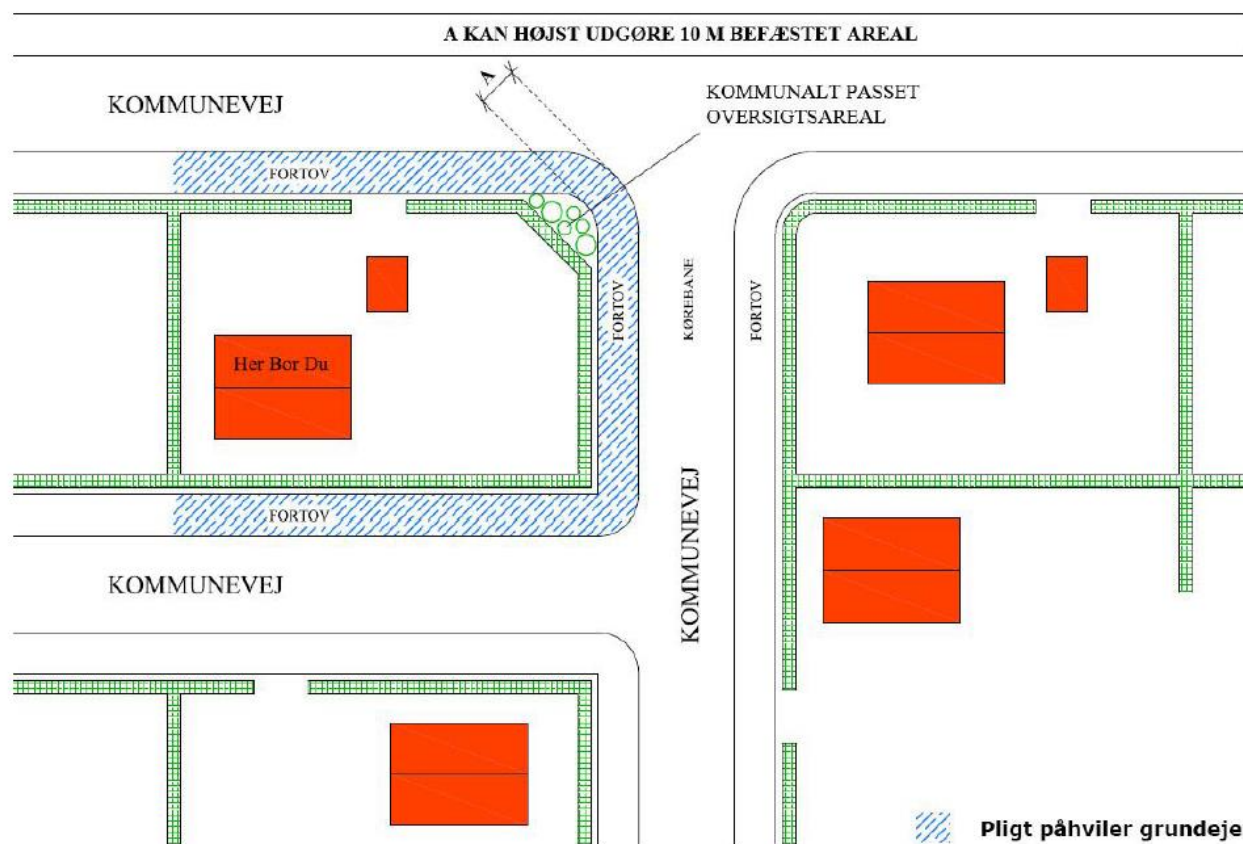 A KAN HØJST UDGØRE 10 M BEFÆSTET AREAL
A
KOMMUNEVEJ
KOMMUNALT PASSET
OVERSIGTSAREAL
FORTOV
FORTOV
KØREBANE
FORTOV
Her Bor Du
KOMMUNEVEJ
FORTOV
KOMMUNEVEJ
Pligt påhviler grundeje